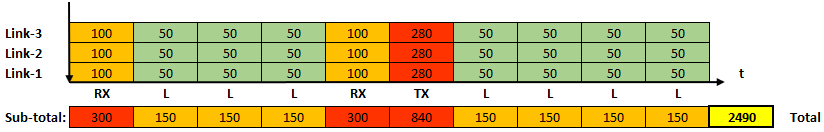 Link-3 100 50 50 50 100 280 50 50 50 50
Link-2 100 50 50 50 100 280 50 50 50 50
Link-1 100 50 50 50 100 280 50 50 50 50 t
RX L L L RX TX L L L L
Sub-total: 300 150 150 150 300 840 150 150 150 150 2490 Total